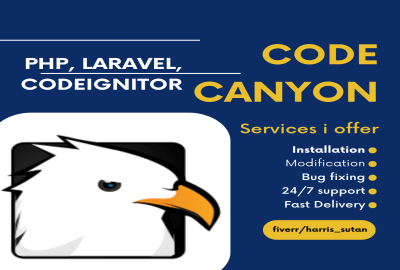 PHP, LARAVEL,
CODEIGNITOR
CODE
CANYON
Services i offer
Installation
Modification
Bug fixing
24/7 support
Fast Delivery
fiverr/harris_sutan